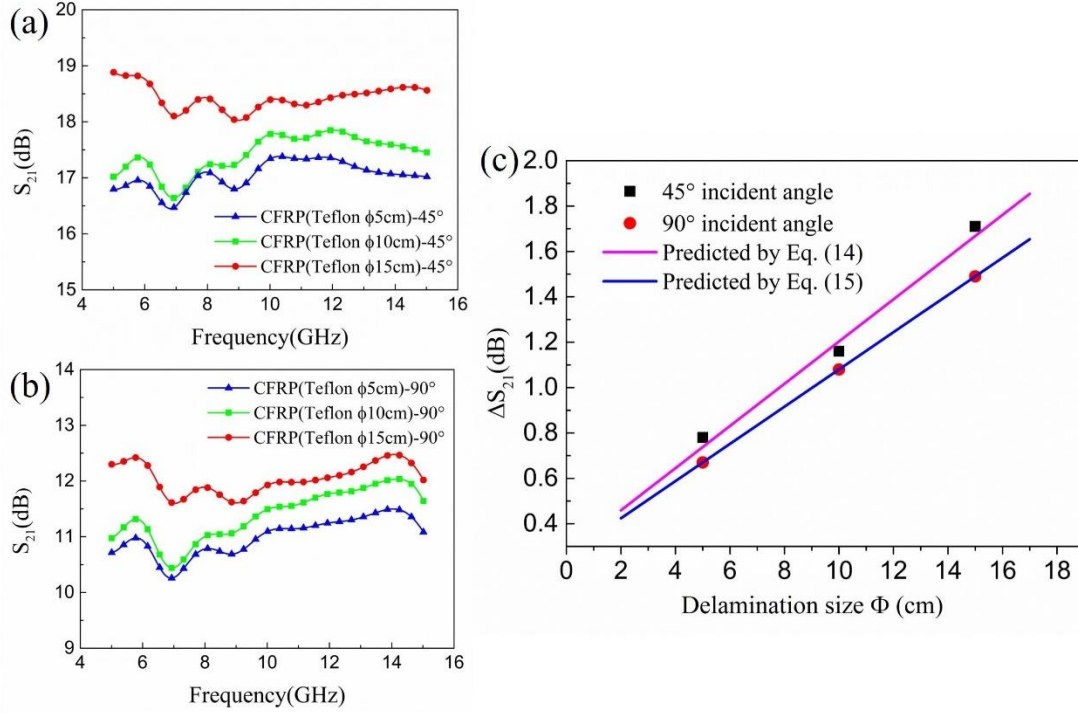 (a)
20
19
18
17
16
15
S₂₁(dB)
CFRP(Teflon ϕ5cm)-45°
CFRP(Teflon ϕ10cm)-45°
CFRP(Teflon ϕ15cm)-45°
4 6 8 10 12 14 16
Frequency(GHz)
(b)
14
13
12
11
10
9
S₂₁(dB)
CFRP(Teflon ϕ5cm)-90°
CFRP(Teflon ϕ10cm)-90°
CFRP(Teflon ϕ15cm)-90°
4 6 8 10 12 14 16
Frequency(GHz)
(c)
2.0
1.8
1.6
1.4
1.2
1.0
0.8
0.6
0.4
ΔS₂₁(dB)
45° incident angle
90° incident angle
Predicted by Eq. (14)
Predicted by Eq. (15)
0 2 4 6 8 10 12 14 16 18
Delamination size Φ (cm)